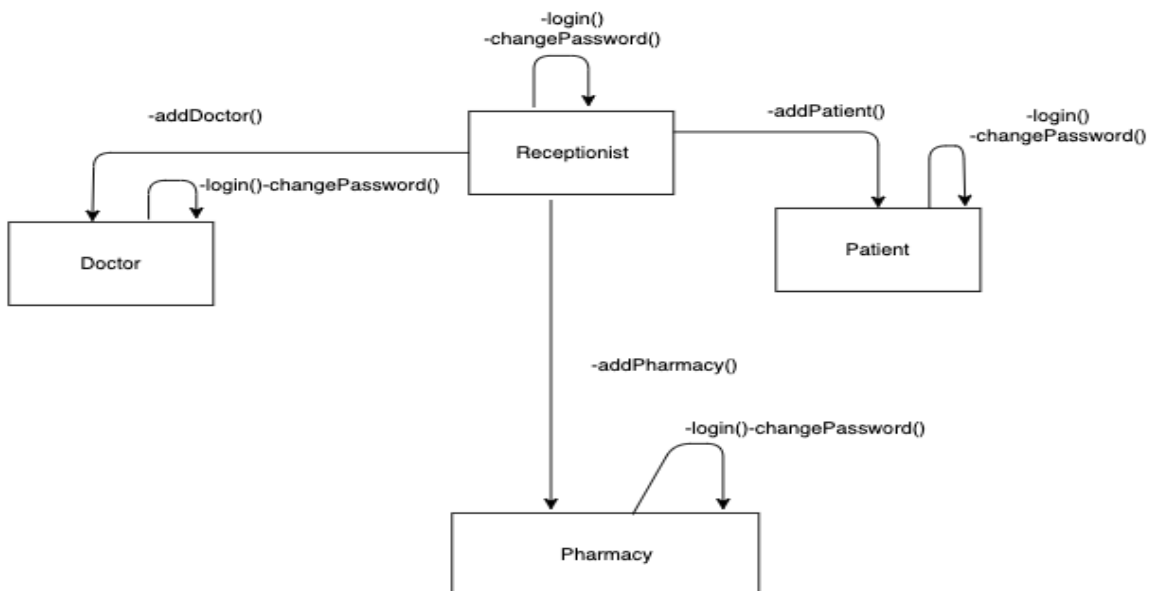 -login()
-changePassword()
-addDoctor()
-addPatient()
-login()
-changePassword()
Receptionist
-login()-changePassword()
Doctor
Patient
-addPharmacy()
-login()-changePassword()
Pharmacy